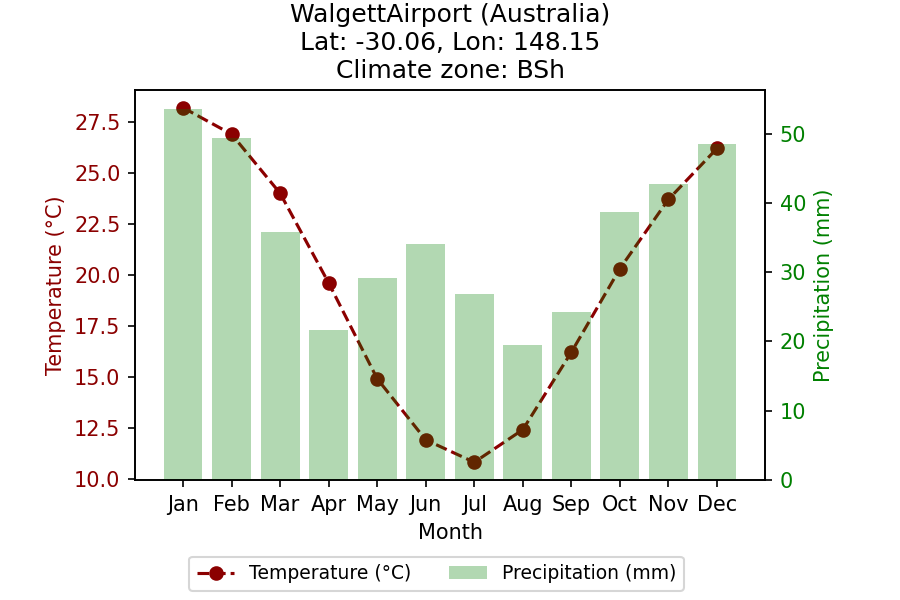 WalgettAirport (Australia)
Lat: -30.06, Lon: 148.15
Climate zone: BSh
Temperature (°C)
27.5
25.0
22.5
20.0
17.5
15.0
12.5
10.0
50
40
30
20
10
0
Precipitation (mm)
Jan Feb Mar Apr May Jun Jul Aug Sep Oct Nov Dec
Month
Temperature (°C) Precipitation (mm)